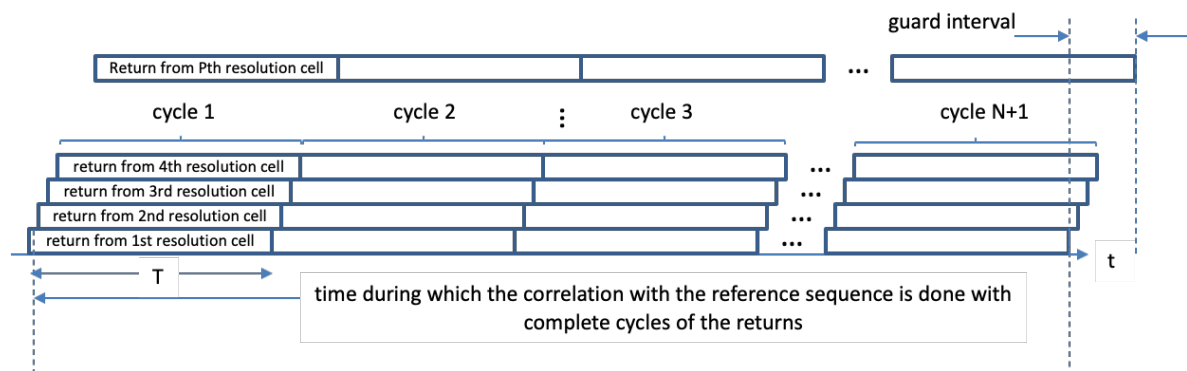 guard interval
Return from Pth resolution cell
...
cycle 1
cycle 2
⋮
cycle 3
cycle N+1
return from 4th resolution cell
...
return from 3rd resolution cell
...
return from 2nd resolution cell
...
return from 1st resolution cell
...
t
T
time during which the correlation with the reference sequence is done with
complete cycles of the returns